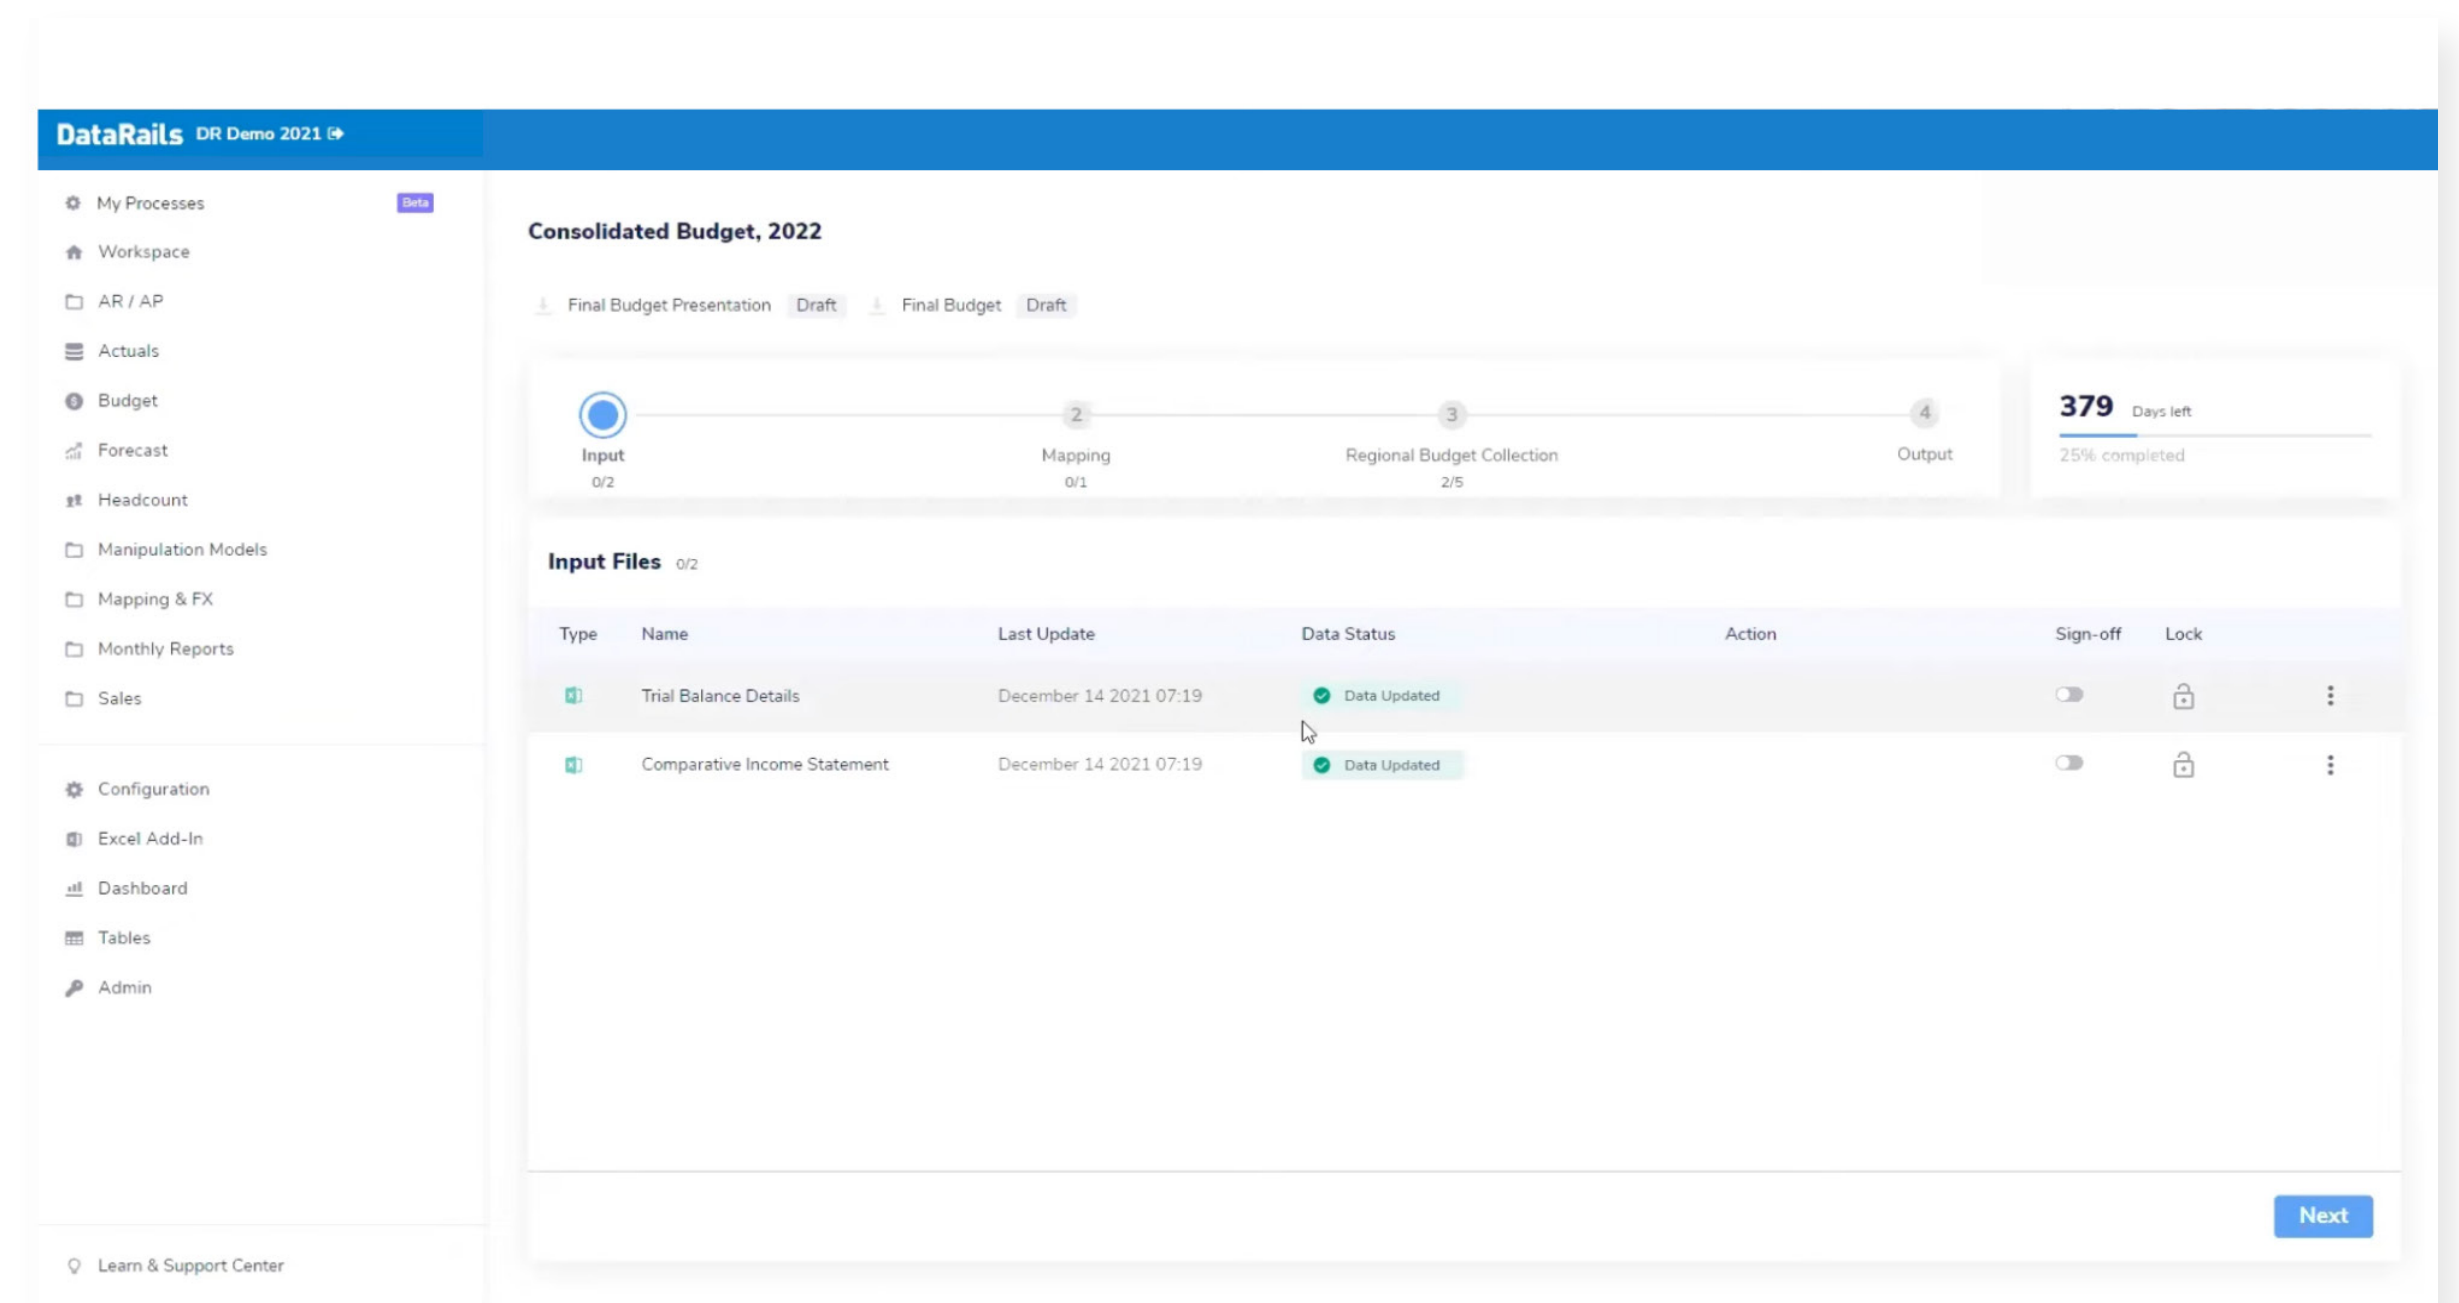 DataRails DR Demo 2021
My Processes Beta
Workspace
AR / AP
Actuals
Budget
Forecast
Headcount
Manipulation Models
Mapping & FX
Monthly Reports
Sales
Configuration
Excel Add-In
Dashboard
Tables
Admin
Learn & Support Center
Consolidated Budget, 2022
Final Budget Presentation Draft Final Budget Draft
2 3 4
Input Mapping Regional Budget Collection Output
0/2 0/1 2/5
379 Days left
25% completed
Input Files 0/2
Type Name Last Update Data Status Action Sign-off Lock
Trial Balance Details December 14 2021 07:19 Data Updated
Comparative Income Statement December 14 2021 07:19 Data Updated
Next